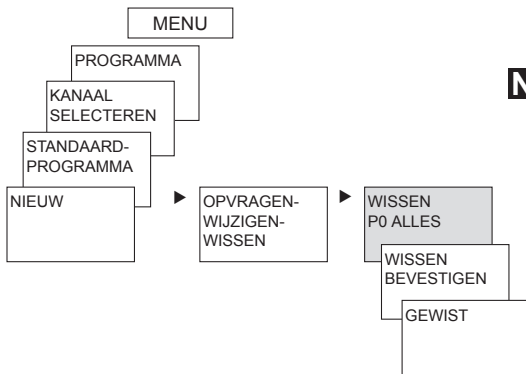 MENU
PROGRAMMA
KANAAL
SELECTEREN
STANDAARD-
PROGRAMMA
NIEUW
OPVRAGEN-
WIJZIGEN-
WISSEN
WISSEN
P0 ALLES
WISSEN
BEVESTIGEN
GEWIST